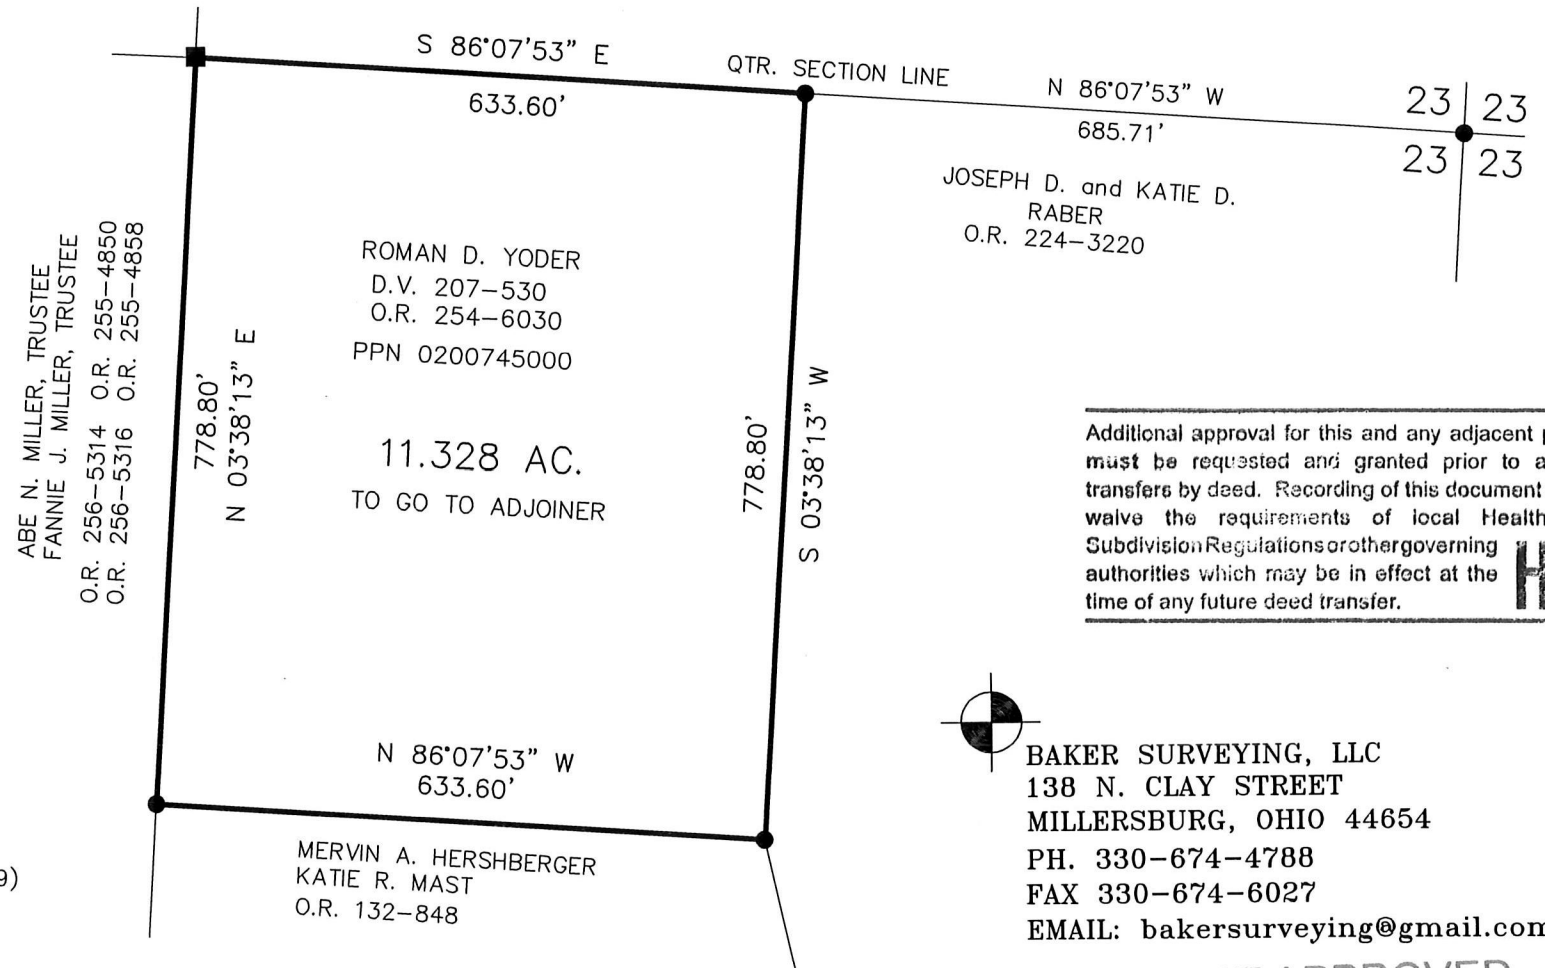 S 86°07'53" E
633.60'
QTR. SECTION LINE
N 86°07'53" W
685.71'
23 23
23 23
JOSEPH D. and KATIE D.
RABER
O.R. 224-3220
ROMAN D. YODER
D.V. 207-530
O.R. 254-6030
PPN 0200745000
11.328 AC.
TO GO TO ADJOINER
ABE N. MILLER, TRUSTEE
FANNIE J. MILLER, TRUSTEE
O.R. 256-5314 O.R. 255-4850
O.R. 256-5316 O.R. 255-4858
778.80'
N 03°38'13" E
778.80'
S 03°38'13" W
N 86°07'53" W
633.60'
MERVIN A. HERSHBERGER
KATIE R. MAST
O.R. 132-848
9)
Additional approval for this and any adjacent
must be requested and granted prior to a
transfers by deed. Recording of this document
waive the requirements of local Health
Subdivision Regulations or other governing
authorities which may be in effect at the
time of any future deed transfer.
H
BAKER SURVEYING, LLC
138 N. CLAY STREET
MILLERSBURG, OHIO 44654
PH. 330-674-4788
FAX 330-674-6027
EMAIL: bakersurveying@gmail.com
APPROVED